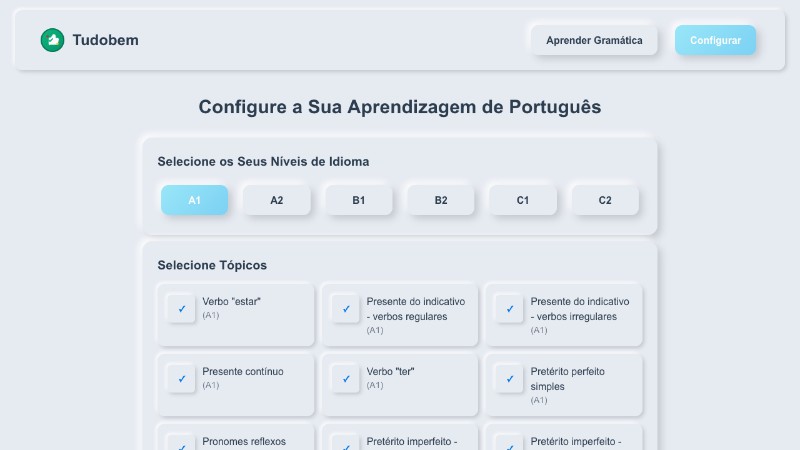 Tudobem
Aprender Gramática
Configurar
Configure a Sua Aprendizagem de Português
Selecione os Seus Níveis de Idioma
A1
A2
B1
B2
C1
C2
Selecione Tópicos
Verbo "estar"
(A1)
Presente do indicativo
- verbos regulares
(A1)
Presente do indicativo
- verbos irregulares
(A1)
Presente contínuo
(A1)
Verbo "ter"
(A1)
Pretérito perfeito
simples
(A1)
Pronomes reflexos
Pretérito imperfeito -
Pretérito imperfeito -